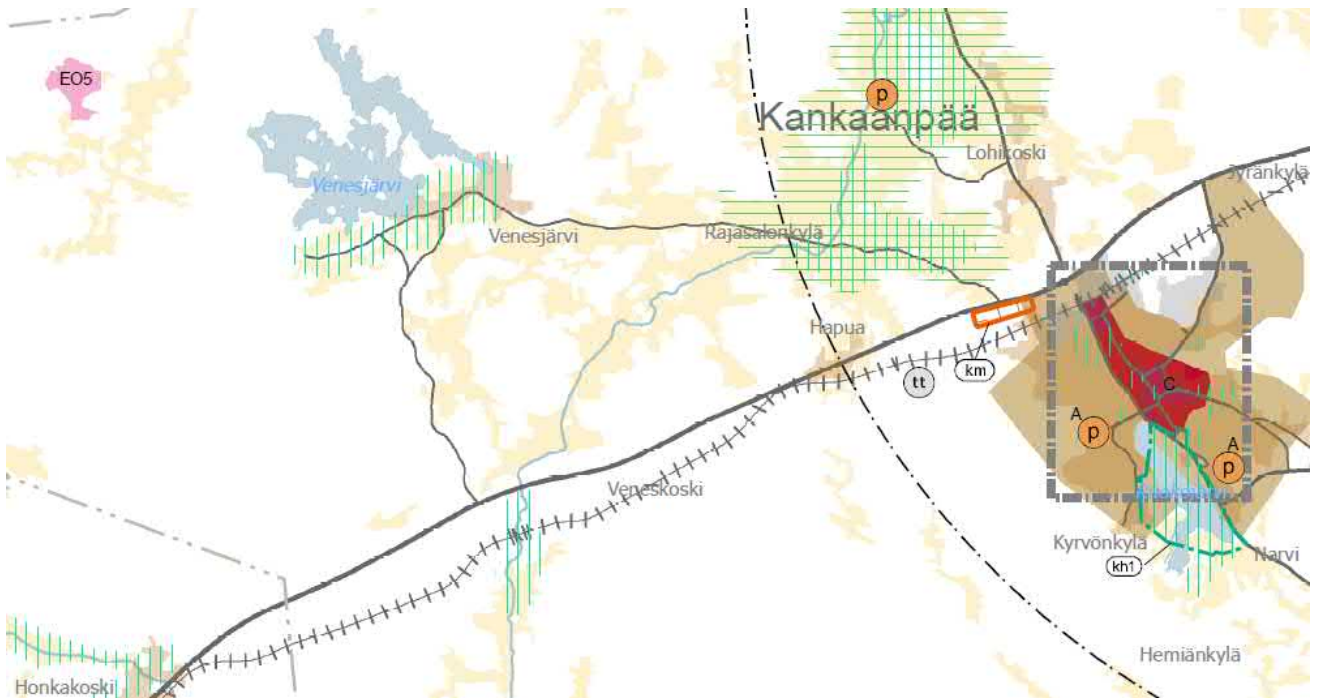 EO5
p
Kankaanpää
Lohikoski
Jyränkylä
Venesjärvi
Venesjärvi
Rajasalonkylä
Hapua
km
tt
C
A
p
A
p
Veneskoski
Kyrvönkylä
kh1
Narvi
Hemiänkylä
Honkakoski